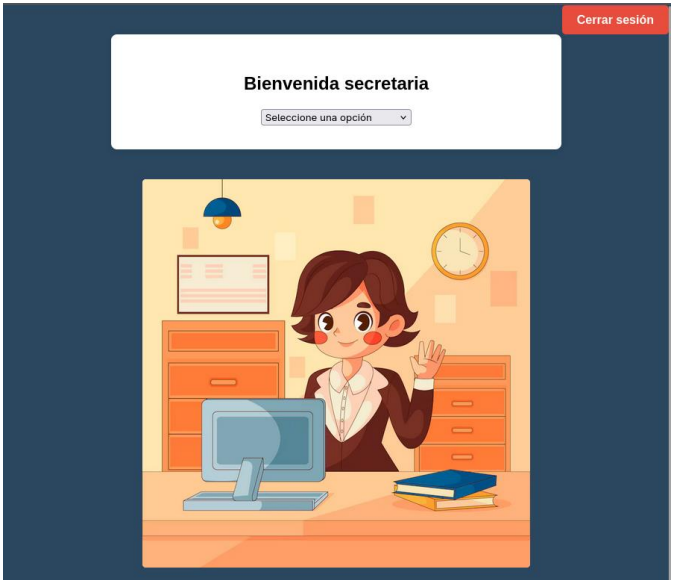 Cerrar sesión
Bienvenida secretaria
Seleccione una opción